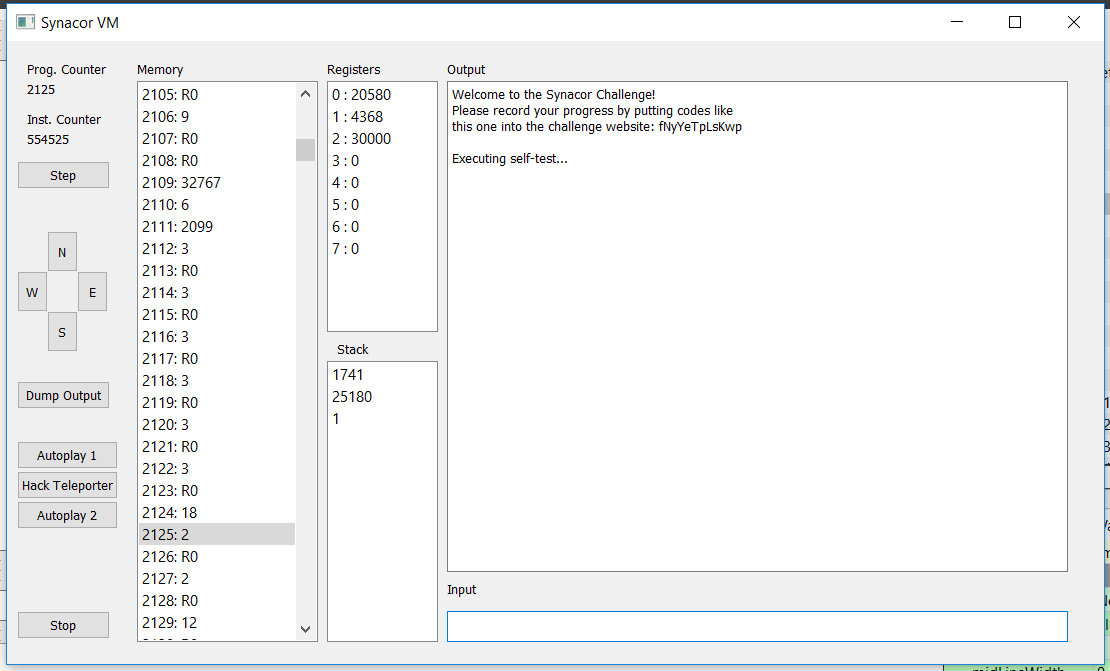 Synacor VM
Prog. Counter
2125
Inst. Counter
554525
Step
N
W
E
S
Dump Output
Autoplay 1
Hack Teleporter
Autoplay 2
Stop
Memory
2105: R0
2106: 9
2107: R0
2108: R0
2109: 32767
2110: 6
2111: 2099
2112: 3
2113: R0
2114: 3
2115: R0
2116: 3
2117: R0
2118: 3
2119: R0
2120: 3
2121: R0
2122: 3
2123: R0
2124: 18
2125: 2
2126: R0
2127: 2
2128: R0
2129: 12
Registers
0 : 20580
1 : 4368
2 : 30000
3 : 0
4 : 0
5 : 0
6 : 0
7 : 0
Stack
1741
25180
1
Output
Welcome to the Synacor Challenge!
Please record your progress by putting codes like
this one into the challenge website: fNyYeTpLsKwp
Executing self-test...
Input